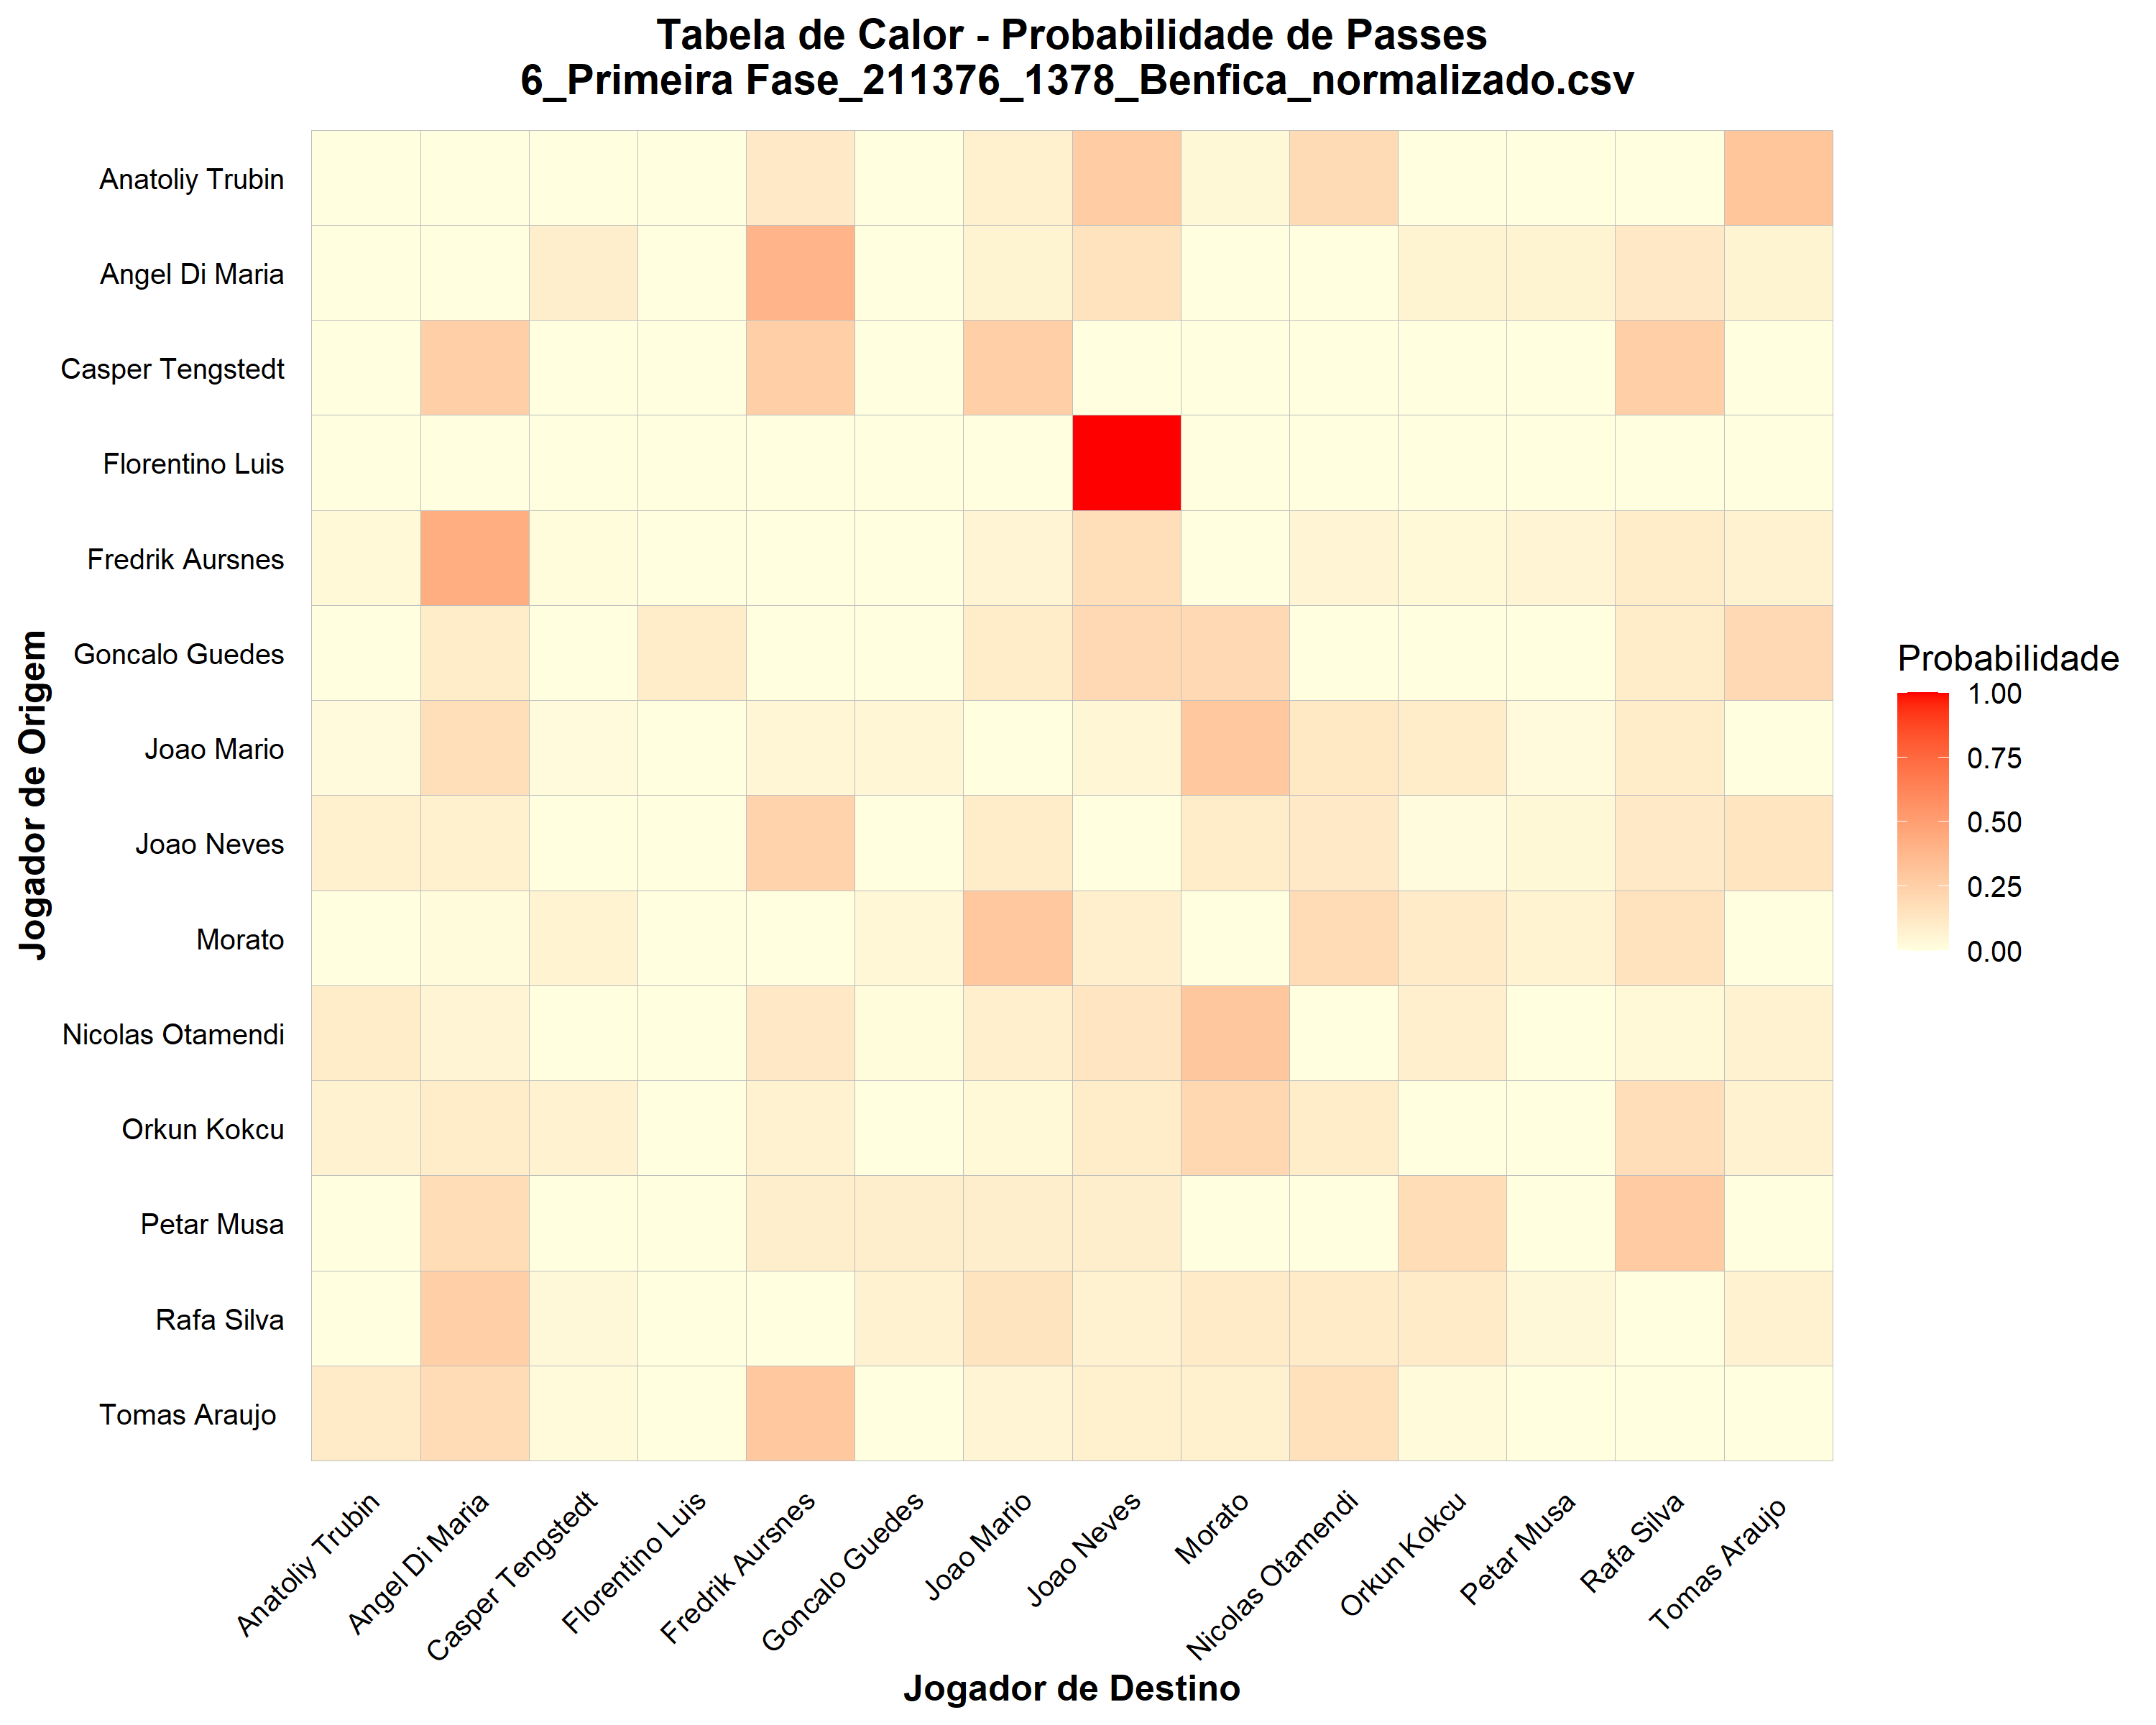 Tabela de Calor - Probabilidade de Passes
6_Primeira Fase_211376_1378_Benfica_normalizado.csv
Jogador de Origem
Anatoliy Trubin
Angel Di Maria
Casper Tengstedt
Florentino Luis
Fredrik Aursnes
Goncalo Guedes
Joao Mario
Joao Neves
Morato
Nicolas Otamendi
Orkun Kokcu
Petar Musa
Rafa Silva
Tomas Araujo
Anatoliy Trubin
Angel Di Maria
Casper Tengstedt
Florentino Luis
Fredrik Aursnes
Goncalo Guedes
Joao Mario
Joao Neves
Morato
Nicolas Otamendi
Orkun Kokcu
Petar Musa
Rafa Silva
Tomas Araujo
Jogador de Destino
Probabilidade
1.00
0.75
0.50
0.25
0.00